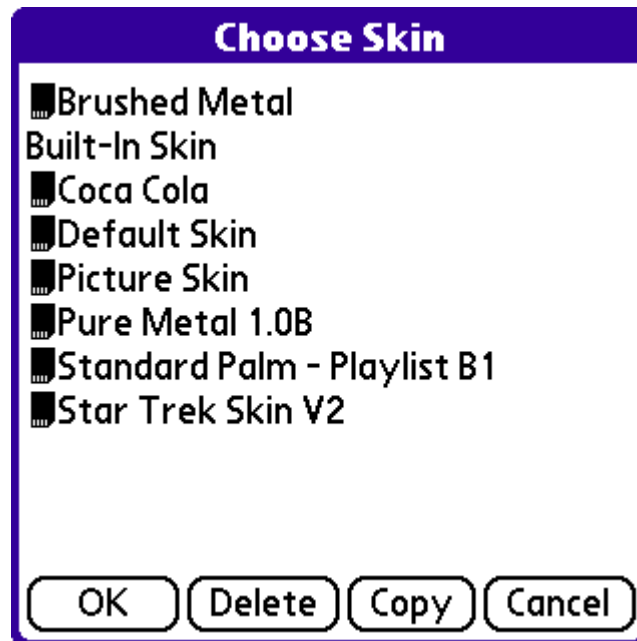 Choose Skin
Brushed Metal
Built-In Skin
Coca Cola
Default Skin
Picture Skin
Pure Metal 1.0B
Standard Palm - Playlist B1
Star Trek Skin V2
OK Delete Copy Cancel